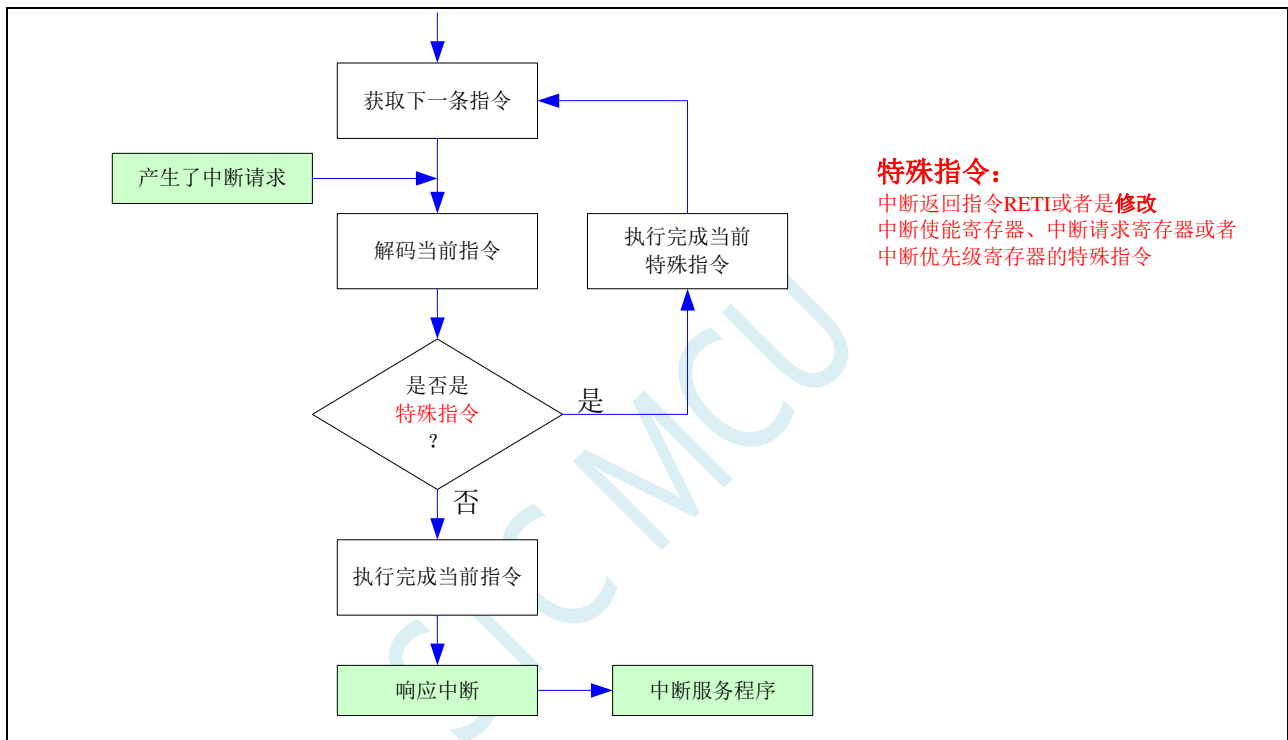 获取下一条指令
产生了中断请求
解码当前指令
执行完成当前
特殊指令
特殊指令：
中断返回指令RETI或者是修改
中断使能寄存器、中断请求寄存器或者
中断优先级寄存器的特殊指令
是否是
特殊指令
？
是
否
执行完成当前指令
响应中断
中断服务程序
STC MCU